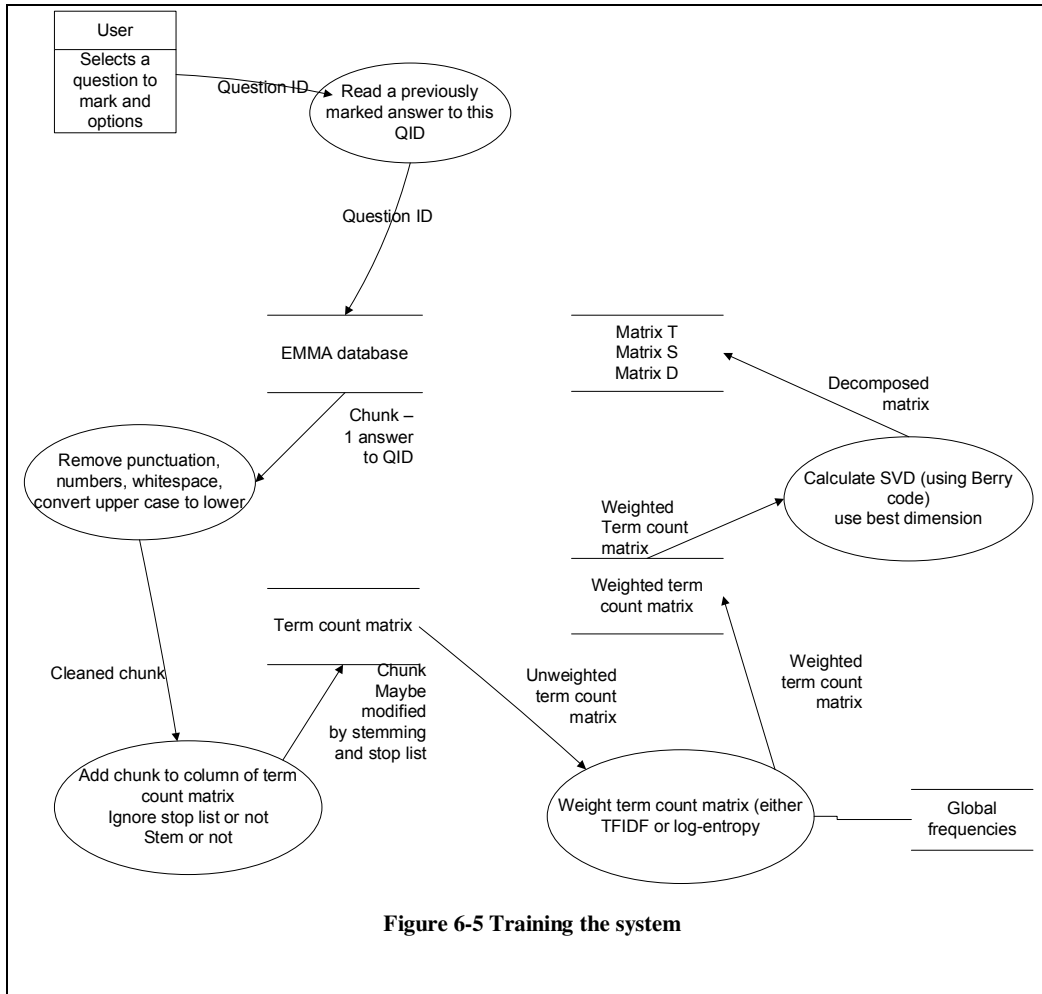 User
Selects a
question to
mark and
options
Question ID
Read a previously
marked answer to this
QID
Question ID
EMMA database
Chunk –
1 answer
to QID
Remove punctuation,
numbers, whitespace,
convert upper case to lower
Cleaned chunk
Add chunk to column of term
count matrix
Ignore stop list or not
Stem or not
Chunk
Maybe
modified
by stemming
and stop list
Term count matrix
Unweighted
term count
matrix
Weight term count matrix (either
TFIDF or log-entropy
Global
frequencies
Weighted
term count
matrix
Weighted term
count matrix
Weighted
Term count
matrix
Calculate SVD (using Berry
code)
use best dimension
Decomposed
matrix
Matrix T
Matrix S
Matrix D
Figure 6-5 Training the system